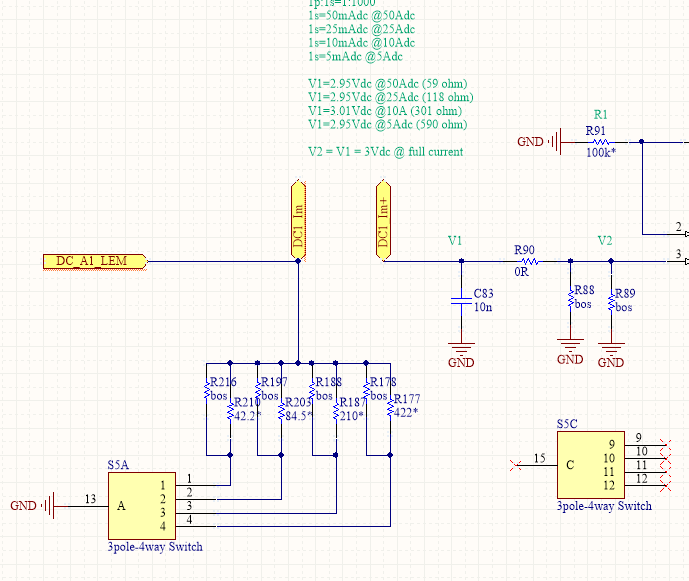 1p:1s=1:1000
1s=50mAdc @50Adc
1s=25mAdc @25Adc
1s=10mAdc @10Adc
1s=5mAdc @5Adc
V1=2.95Vdc @50Adc (59 ohm)
V1=2.95Vdc @25Adc (118 ohm)
V1=3.01Vdc @10A (301 ohm)
V1=2.95Vdc @5Adc (590 ohm)
V2 = V1 = 3Vdc @ full current
R1
R91
GND
100k*
DC1 Im
DC1 Im+
2
V1
V2
R90
3
DC_A1_LEM
0R
C83
10n
R88
bos
R89
bos
GND
GND
GND
R216
bos
R197
bos
R188
bos
R178
bos
R210
42.2*
R203
84.5*
R187
210*
R177
422*
S5A
S5C
GND
13
A
1
2
3
4
1
2
3
4
3pole-4way Switch
15
C
9
10
11
12
9
10
11
12
3pole-4way Switch